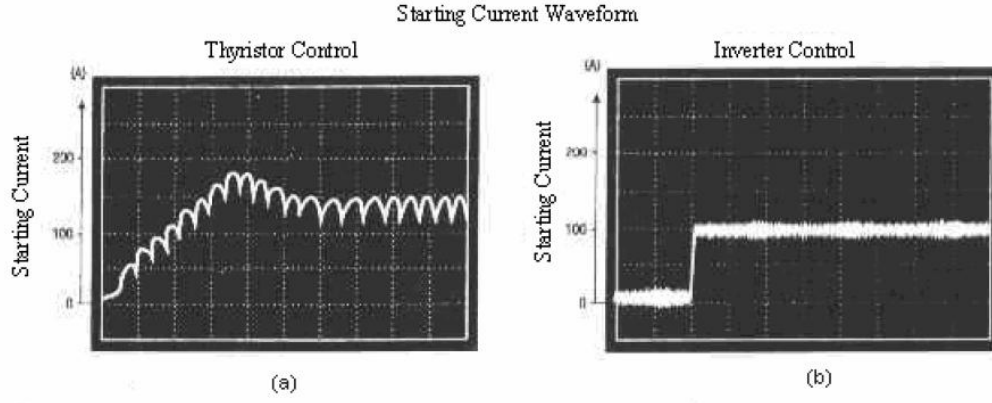 Starting Current Waveform
Thyristor Control
(A)
Starting Current
200
100
0
(a)
Inverter Control
(A)
Starting Current
200
100
0
(b)